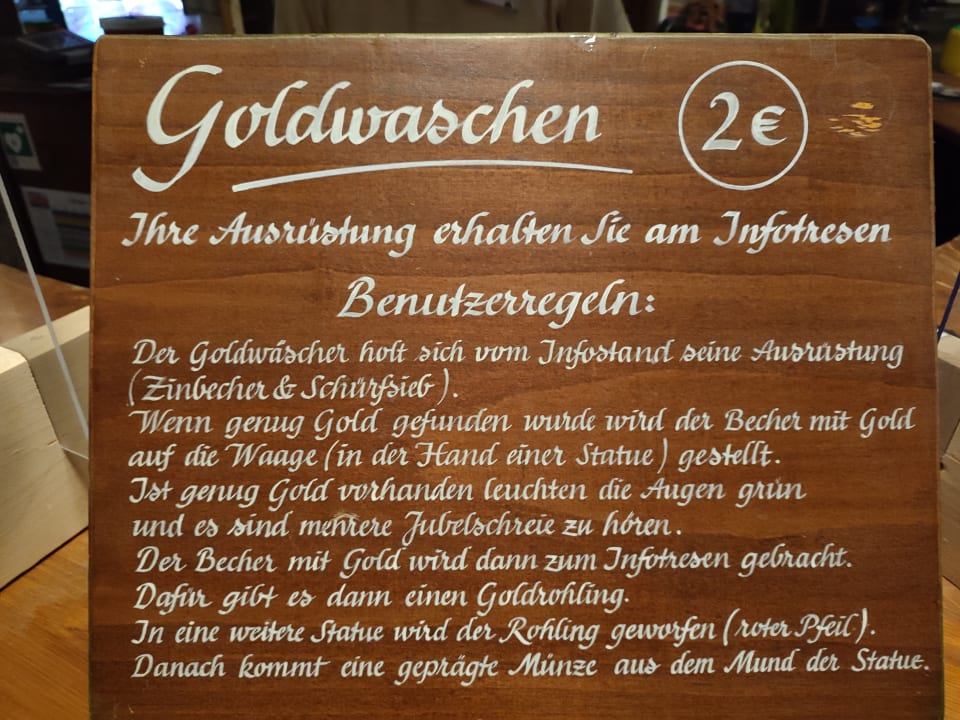 Goldwaschen 2€
Ihre Ausrüstung erhalten Sie am Infotresen
Benutzerregeln:
Der Goldwäscher holt sich vom Infostand seine Ausrüstung
(Zinbecher & Schürfsieb).
Wenn genug Gold gefunden wurde wird der Becher mit Gold
auf die Waage (in der Hand einer Statue) gestellt.
Ist genug Gold vorhanden leuchten die Augen grün
und es sind mehrere Jubelschreie zu hören.
Der Becher mit Gold wird dann zum Infotresen gebracht.
Dafür gibt es dann einen Goldrohling.
In eine weitere Statue wird der Rohling geworfen (roter Pfeil).
Danach kommt eine geprägte Münze aus dem Mund der Statue.